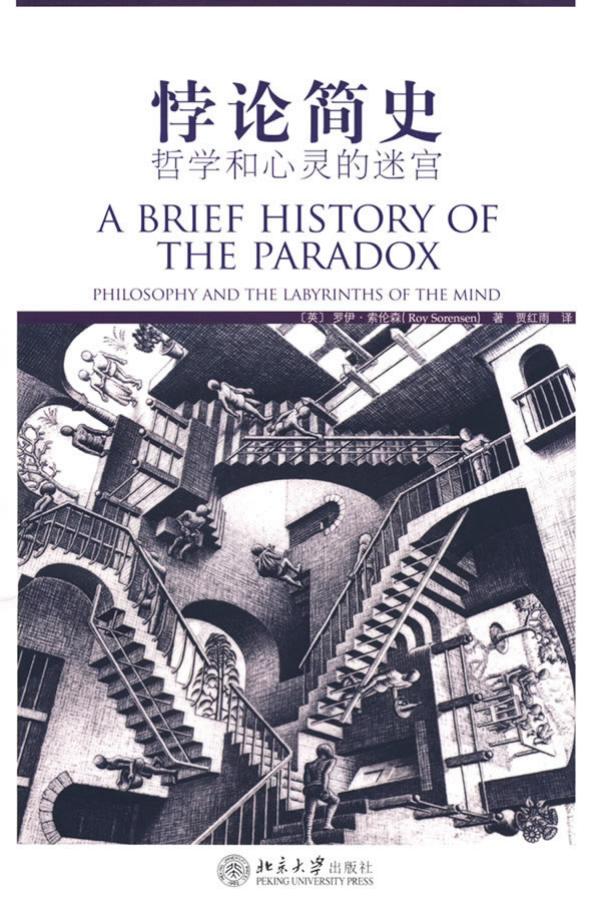 悖论简史
哲学和心灵的迷宫
A BRIEF HISTORY OF
THE PARADOX
PHILOSOPHY AND THE LABYRINTHS OF THE MIND
〔英〕罗伊·索伦森(Roy Sorensen) 著 贾红雨 译
北京大学出版社
PEKING UNIVERSITY PRESS